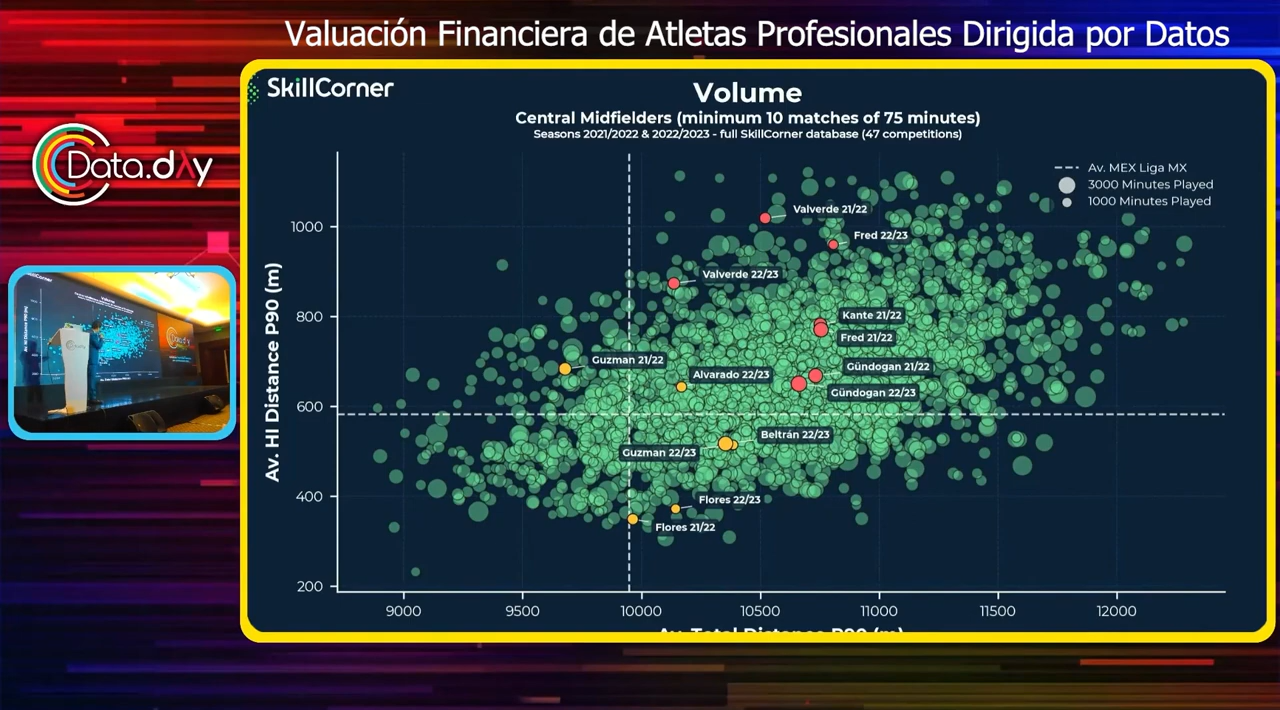 Valuación Financiera de Atletas Profesionales Dirigida por Datos
SkillCorner
Volume
Central Midfielders (minimum 10 matches of 75 minutes)
Seasons 2021/2022 & 2022/2023 - full SkillCorner database (47 competitions)
Data.dAy
Av. MEX Liga MX
3000 Minutes Played
1000 Minutes Played
Av. HI Distance P90 (m)
1000
800
600
400
200
Valverde 21/22
Fred 22/23
Valverde 22/23
Kante 21/22
Fred 21/22
Guzman 21/22
Alvarado 22/23
Gündogan 21/22
Gündogan 22/23
Beltrán 22/23
Guzman 22/23
Flores 22/23
Flores 21/22
9000
9500
10000
10500
11000
11500
12000
Av. Total Distance P90 (m)